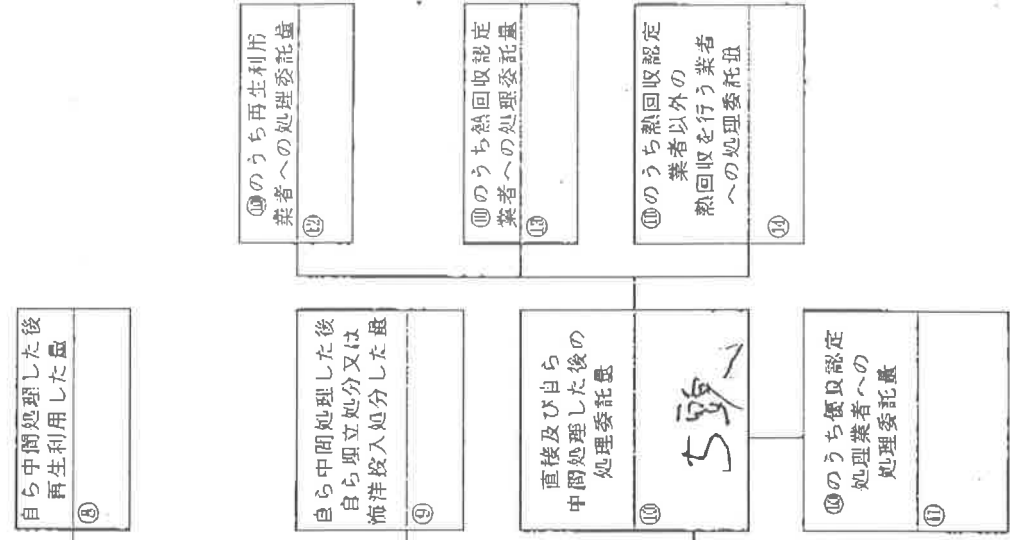 自ら中間処理した後
再生利用した量
⑧
自ら中間処理した後
自ら埋立処分又は
海洋投入処分した量
⑨
直接及び自ら
中間処理した後の
処理委託量
⑩
⑩のうち優良認定
処理業者への
処理委託量
⑪
⑩のうち再生利用
業者への処理委託量
⑫
⑩のうち熱回収認定
業者への処理委託量
⑬
⑩のうち熱回収認定
業者以外の
熱回収を行う業者
への処理委託量
⑭